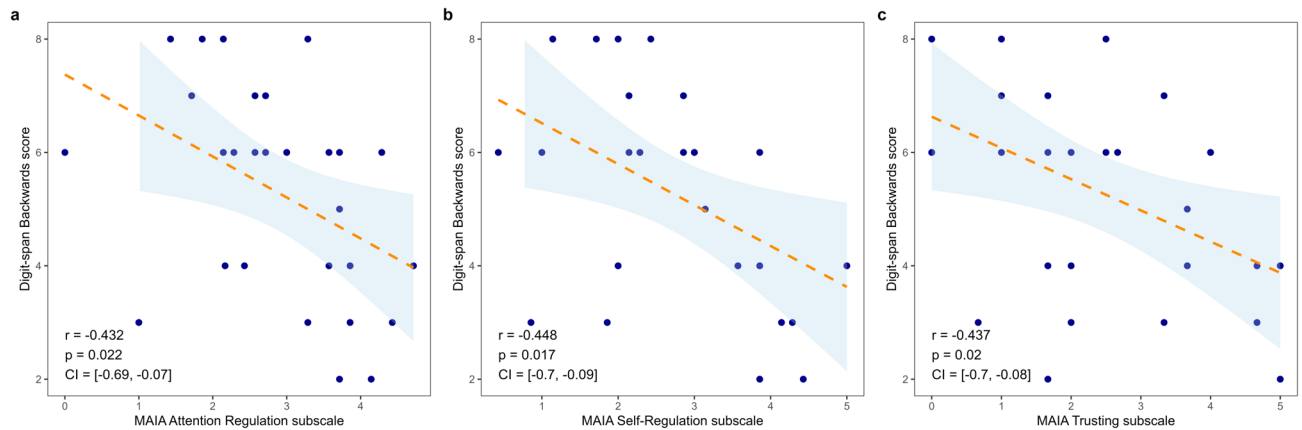 a
8
6
4
2
Digit-span Backwards score
r = -0.432
p = 0.022
CI = [-0.69, -0.07]
0 1 2 3 4
MAIA Attention Regulation subscale
b
8
6
4
2
Digit-span Backwards score
r = -0.448
p = 0.017
CI = [-0.7, -0.09]
1 2 3 4 5
MAIA Self-Regulation subscale
c
8
6
4
2
Digit-span Backwards score
r = -0.437
p = 0.02
CI = [-0.7, -0.08]
0 1 2 3 4 5
MAIA Trusting subscale